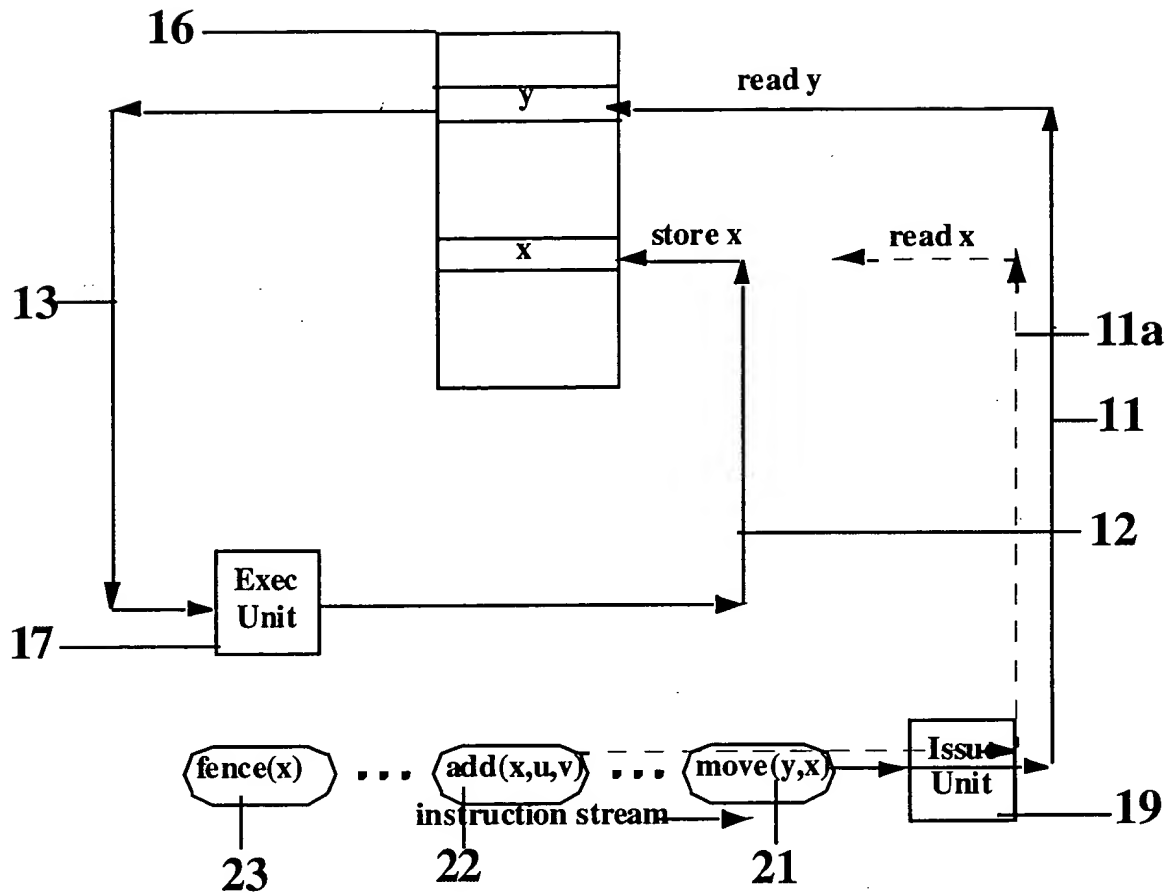 16
read y
y
store x
read x
x
13
11a
11
12
Exec
Unit
17
fence(x)
...
add(x,u,v)
...
move(y,x)
Issue
Unit
instruction stream
19
23
22
21